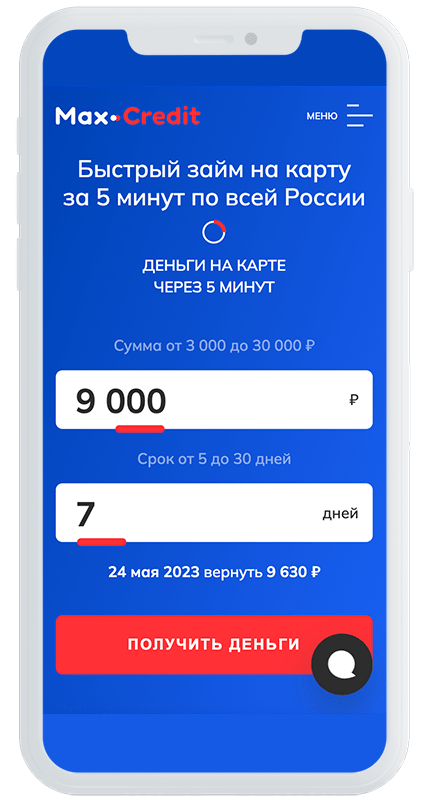 Max Credit
МЕНЮ
Быстрый займ на карту
за 5 минут по всей России
ДЕНЬГИ НА КАРТЕ
ЧЕРЕЗ 5 МИНУТ
Сумма от 3 000 до 30 000 ₽
9 000 ₽
Срок от 5 до 30 дней
7 дней
24 мая 2023 вернуть 9 630 ₽
ПОЛУЧИТЬ ДЕНЬГИ